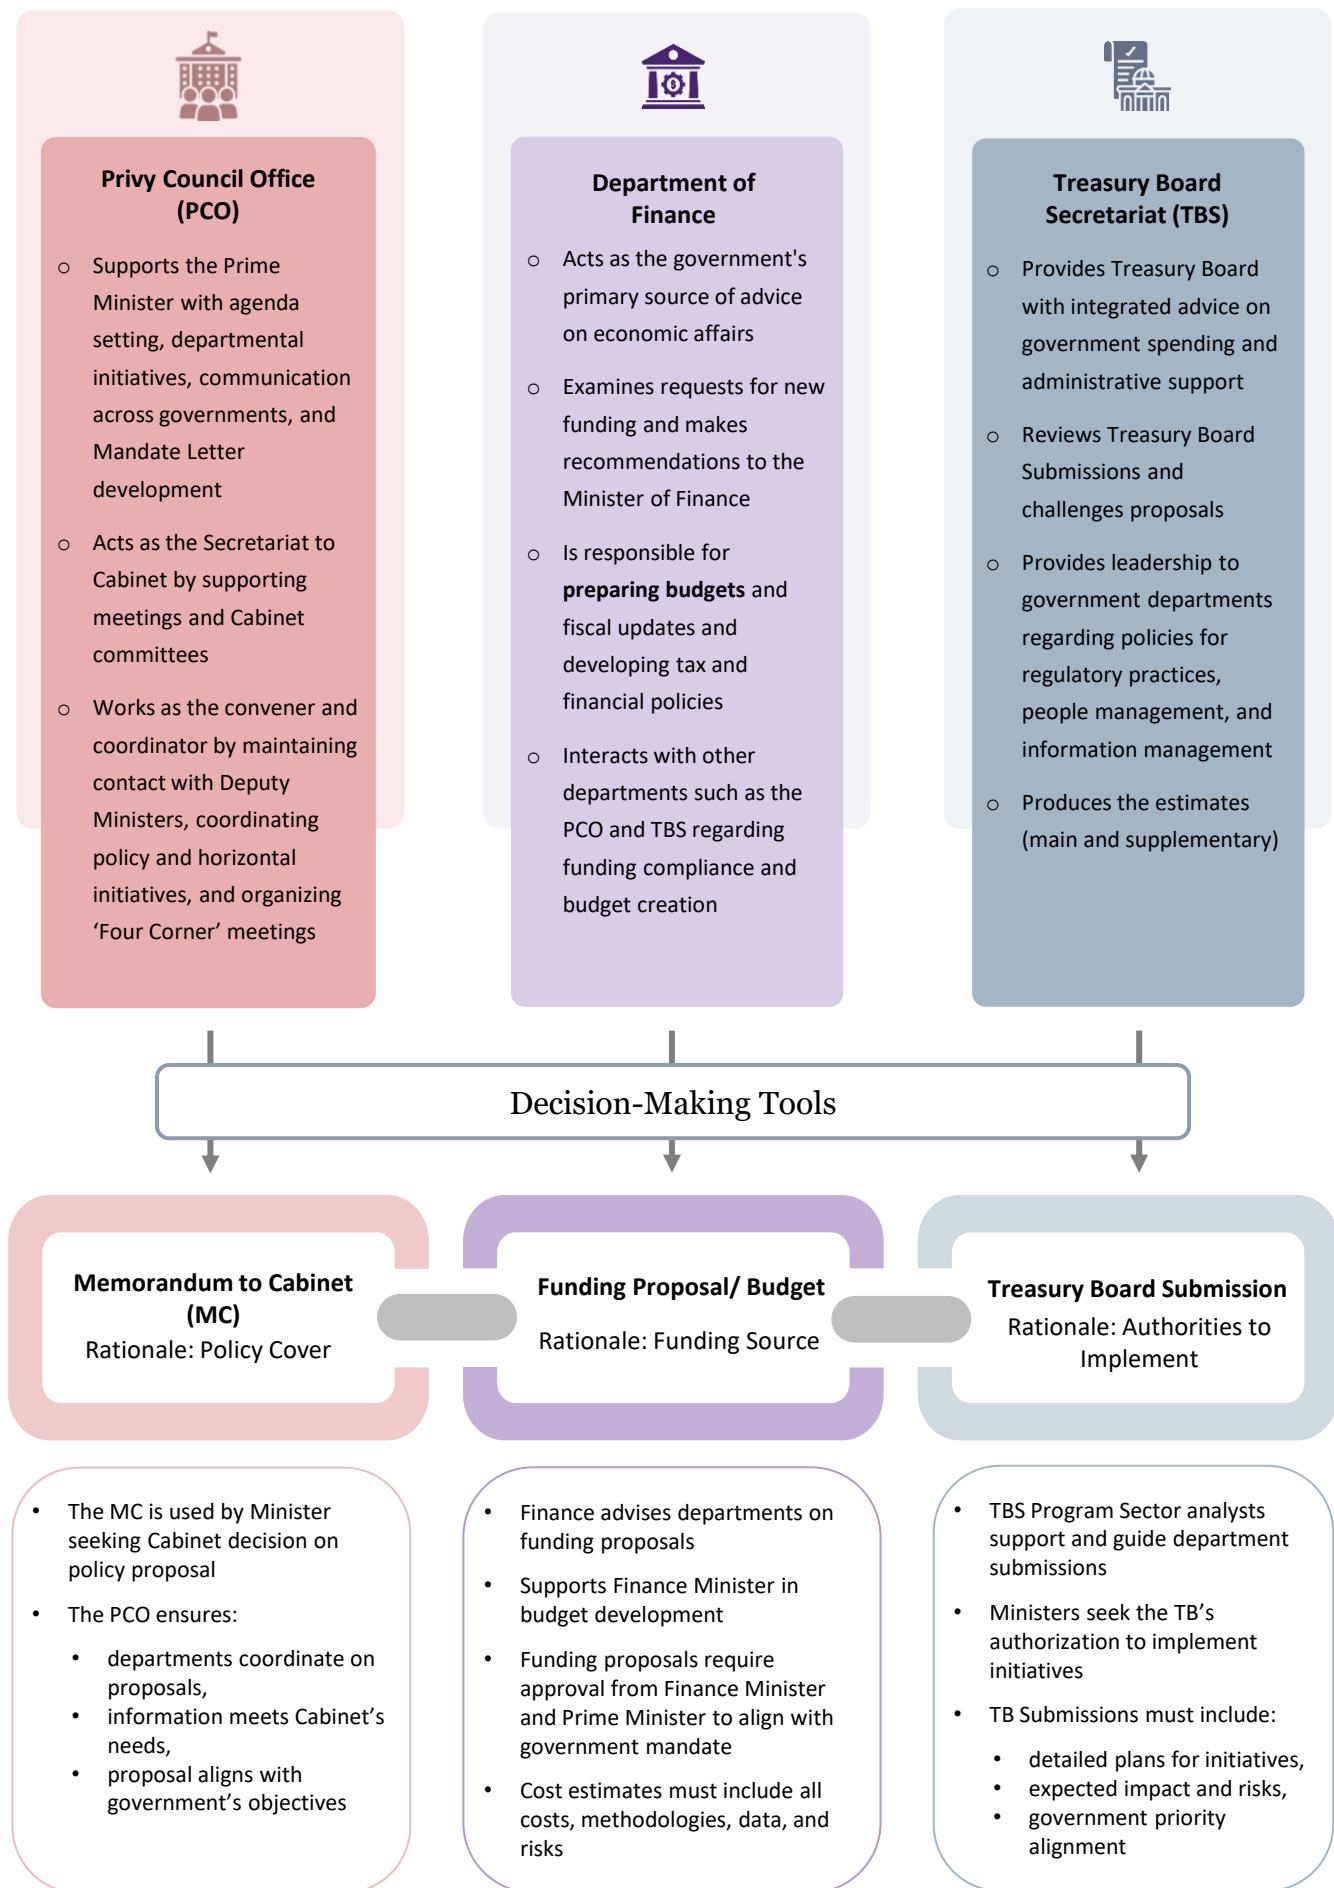 Privy Council Office
(PCO)
o Supports the Prime
Minister with agenda
setting, departmental
initiatives, communication
across governments, and
Mandate Letter
development
o Acts as the Secretariat to
Cabinet by supporting
meetings and Cabinet
committees
o Works as the convener and
coordinator by maintaining
contact with Deputy
Ministers, coordinating
policy and horizontal
initiatives, and organizing
‘Four Corner’ meetings
Department of
Finance
o Acts as the government's
primary source of advice
on economic affairs
o Examines requests for new
funding and makes
recommendations to the
Minister of Finance
o Is responsible for
preparing budgets and
fiscal updates and
developing tax and
financial policies
o Interacts with other
departments such as the
PCO and TBS regarding
funding compliance and
budget creation
Treasury Board
Secretariat (TBS)
o Provides Treasury Board
with integrated advice on
government spending and
administrative support
o Reviews Treasury Board
Submissions and
challenges proposals
o Provides leadership to
government departments
regarding policies for
regulatory practices,
people management, and
information management
o Produces the estimates
(main and supplementary)
Decision-Making Tools
Memorandum to Cabinet
(MC)
Rationale: Policy Cover
Funding Proposal/ Budget
Rationale: Funding Source
Treasury Board Submission
Rationale: Authorities to
Implement
• The MC is used by Minister
seeking Cabinet decision on
policy proposal
• The PCO ensures:
• departments coordinate on
proposals,
• information meets Cabinet’s
needs,
• proposal aligns with
government’s objectives
• Finance advises departments on
funding proposals
• Supports Finance Minister in
budget development
• Funding proposals require
approval from Finance Minister
and Prime Minister to align with
government mandate
• Cost estimates must include all
costs, methodologies, data, and
risks
• TBS Program Sector analysts
support and guide department
submissions
• Ministers seek the TB’s
authorization to implement
initiatives
• TB Submissions must include:
• detailed plans for initiatives,
• expected impact and risks,
• government priority
alignment